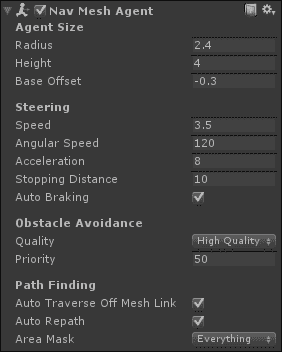 Nav Mesh Agent
Agent Size
Radius 2.4
Height 4
Base Offset -0.3
Steering
Speed 3.5
Angular Speed 120
Acceleration 8
Stopping Distance 10
Auto Braking
Obstacle Avoidance
Quality High Quality
Priority 50
Path Finding
Auto Traverse Off Mesh Link
Auto Repath
Area Mask Everything